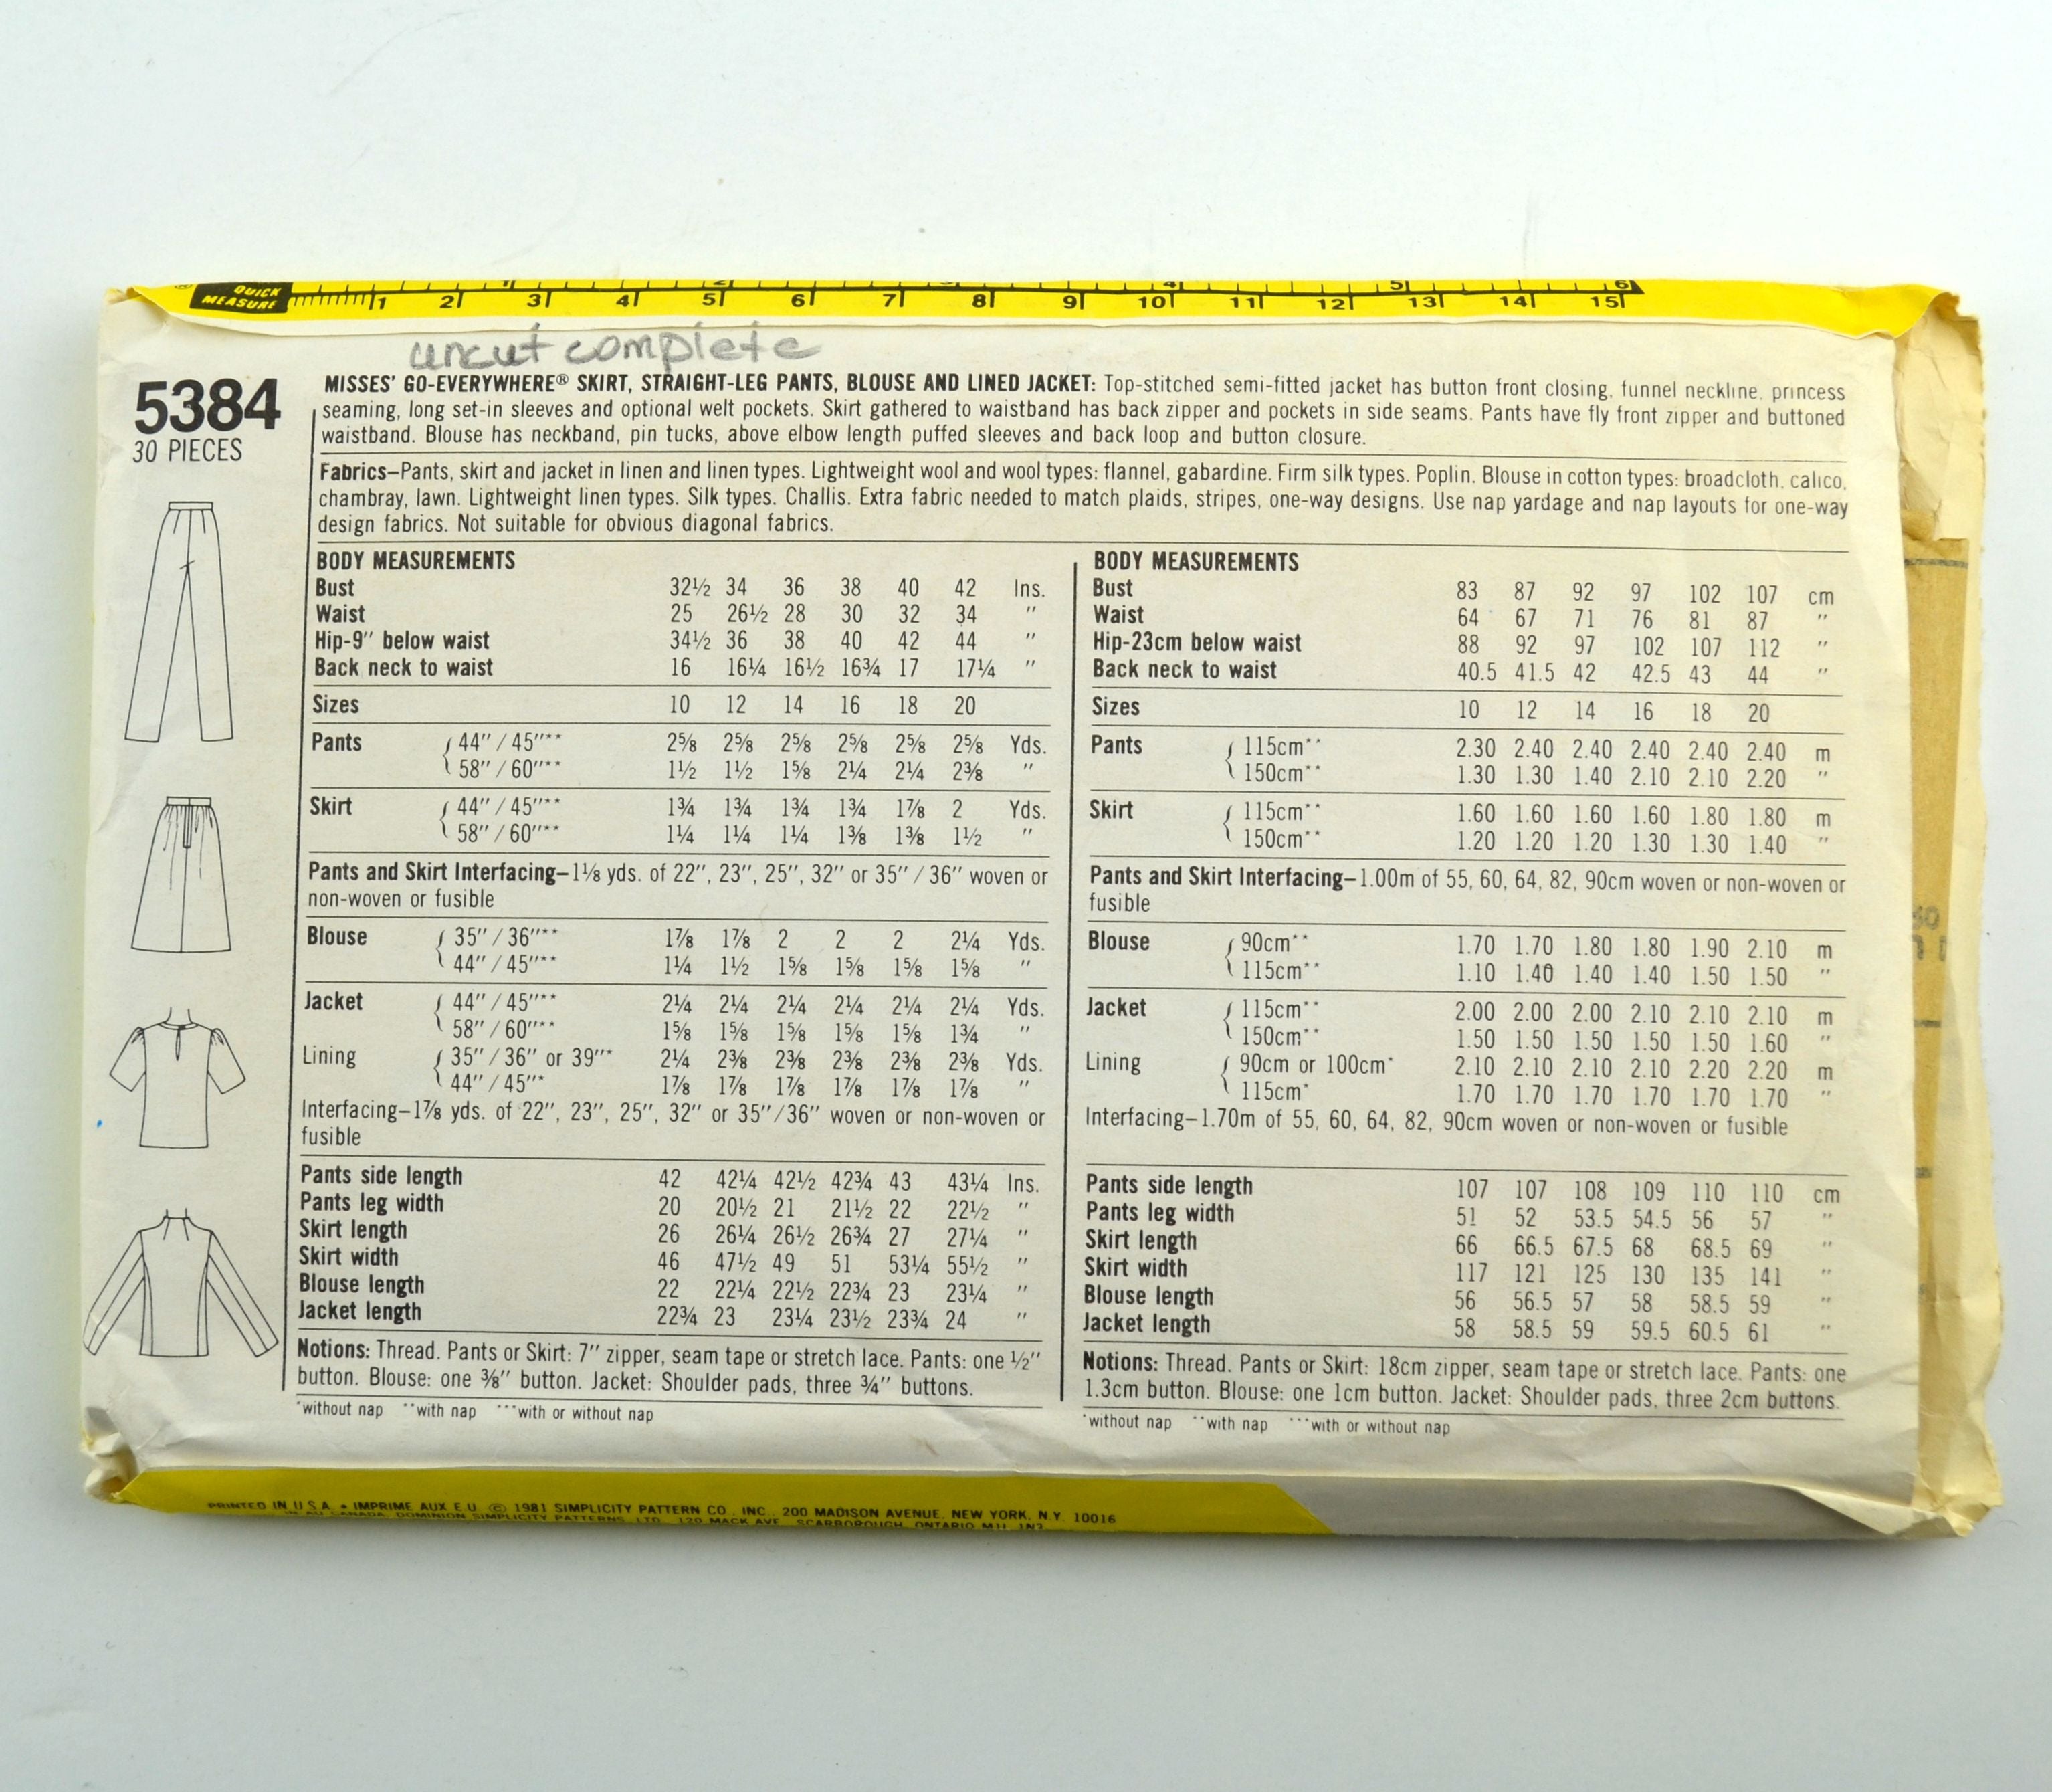 QUICK MEASURE 1 2 3 4 5 6 7 8 9 10 11 12 13 14 15
uncut complete
5384
30 PIECES
MISSES' GO-EVERYWHERE® SKIRT, STRAIGHT-LEG PANTS, BLOUSE AND LINED JACKET: Top-stitched semi-fitted jacket has button front closing, funnel neckline, princess
seaming, long set-in sleeves and optional welt pockets. Skirt gathered to waistband has back zipper and pockets in side seams. Pants have fly front zipper and buttoned
waistband. Blouse has neckband, pin tucks, above elbow length puffed sleeves and back loop and button closure.
Fabrics—Pants, skirt and jacket in linen and linen types. Lightweight wool and wool types: flannel, gabardine. Firm silk types. Poplin. Blouse in cotton types: broadcloth, calico,
chambray, lawn. Lightweight linen types. Silk types. Challis. Extra fabric needed to match plaids, stripes, one-way designs. Use nap yardage and nap layouts for one-way
design fabrics. Not suitable for obvious diagonal fabrics.
BODY MEASUREMENTS
Bust 32½ 34 36 38 40 42 Ins.
Waist 25 26½ 28 30 32 34 "
Hip-9" below waist 34½ 36 38 40 42 44 "
Back neck to waist 16 16¼ 16½ 16¾ 17 17¼ "
Sizes 10 12 14 16 18 20
Pants 44"/45"** 2⅝ 2⅝ 2⅝ 2⅝ 2⅝ 2⅝ Yds.
58"/60"** 1½ 1½ 1⅝ 2¼ 2¼ 2⅜ "
Skirt 44"/45"** 1¾ 1¾ 1¾ 1¾ 1⅞ 2 Yds.
58"/60"** 1¼ 1¼ 1¼ 1⅜ 1⅜ 1½ "
Pants and Skirt Interfacing—1⅛ yds. of 22", 23", 25", 32" or 35"/36" woven or
non-woven or fusible
Blouse 35"/36"** 1⅞ 1⅞ 2 2 2 2¼ Yds.
44"/45"** 1¼ 1½ 1⅝ 1⅝ 1⅝ 1⅝ "
Jacket 44"/45"** 2¼ 2¼ 2¼ 2¼ 2¼ 2¼ Yds.
58"/60"** 1⅝ 1⅝ 1⅝ 1⅝ 1⅝ 1¾ "
Lining 35"/36" or 39"* 2¼ 2⅜ 2⅜ 2⅜ 2⅜ 2⅜ Yds.
44"/45"* 1⅞ 1⅞ 1⅞ 1⅞ 1⅞ 1⅞ "
Interfacing—1⅞ yds. of 22", 23", 25", 32" or 35"/36" woven or non-woven or
fusible
Pants side length 42 42¼ 42½ 42¾ 43 43¼ Ins.
Pants leg width 20 20½ 21 21½ 22 22½ "
Skirt length 26 26¼ 26½ 26¾ 27 27¼ "
Skirt width 46 47½ 49 51 53¼ 55½ "
Blouse length 22 22¼ 22½ 22¾ 23 23¼ "
Jacket length 22¾ 23 23¼ 23½ 23¾ 24 "
Notions: Thread. Pants or Skirt: 7" zipper, seam tape or stretch lace. Pants: one ½"
button. Blouse: one ⅜" button. Jacket: Shoulder pads, three ¾" buttons.
*without nap **with nap ***with or without nap
BODY MEASUREMENTS
Bust 83 87 92 97 102 107 cm
Waist 64 67 71 76 81 87 "
Hip-23cm below waist 88 92 97 102 107 112 "
Back neck to waist 40.5 41.5 42 42.5 43 44 "
Sizes 10 12 14 16 18 20
Pants 115cm** 2.30 2.40 2.40 2.40 2.40 2.40 m
150cm** 1.30 1.30 1.40 2.10 2.10 2.20 "
Skirt 115cm** 1.60 1.60 1.60 1.60 1.80 1.80 m
150cm** 1.20 1.20 1.20 1.30 1.30 1.40 "
Pants and Skirt Interfacing—1.00m of 55, 60, 64, 82, 90cm woven or non-woven or
fusible
Blouse 90cm** 1.70 1.70 1.80 1.80 1.90 2.10 m
115cm** 1.10 1.40 1.40 1.40 1.50 1.50 "
Jacket 115cm** 2.00 2.00 2.00 2.10 2.10 2.10 m
150cm** 1.50 1.50 1.50 1.50 1.50 1.60 "
Lining 90cm or 100cm* 2.10 2.10 2.10 2.10 2.20 2.20 m
115cm* 1.70 1.70 1.70 1.70 1.70 1.70 "
Interfacing—1.70m of 55, 60, 64, 82, 90cm woven or non-woven or fusible
Pants side length 107 107 108 109 110 110 cm
Pants leg width 51 52 53.5 54.5 56 57 "
Skirt length 66 66.5 67.5 68 68.5 69 "
Skirt width 117 121 125 130 135 141 "
Blouse length 56 56.5 57 58 58.5 59 "
Jacket length 58 58.5 59 59.5 60.5 61 "
Notions: Thread. Pants or Skirt: 18cm zipper, seam tape or stretch lace. Pants: one
1.3cm button. Blouse: one 1cm button. Jacket: Shoulder pads, three 2cm buttons.
*without nap **with nap ***with or without nap
PRINTED IN U.S.A. • IMPRIME AUX E.U. © 1981 SIMPLICITY PATTERN CO., INC., 200 MADISON AVENUE, NEW YORK, N.Y. 10016
DOMINION SIMPLICITY PATTERNS, LTD., 120 MACK AVE., SCARBOROUGH, ONTARIO